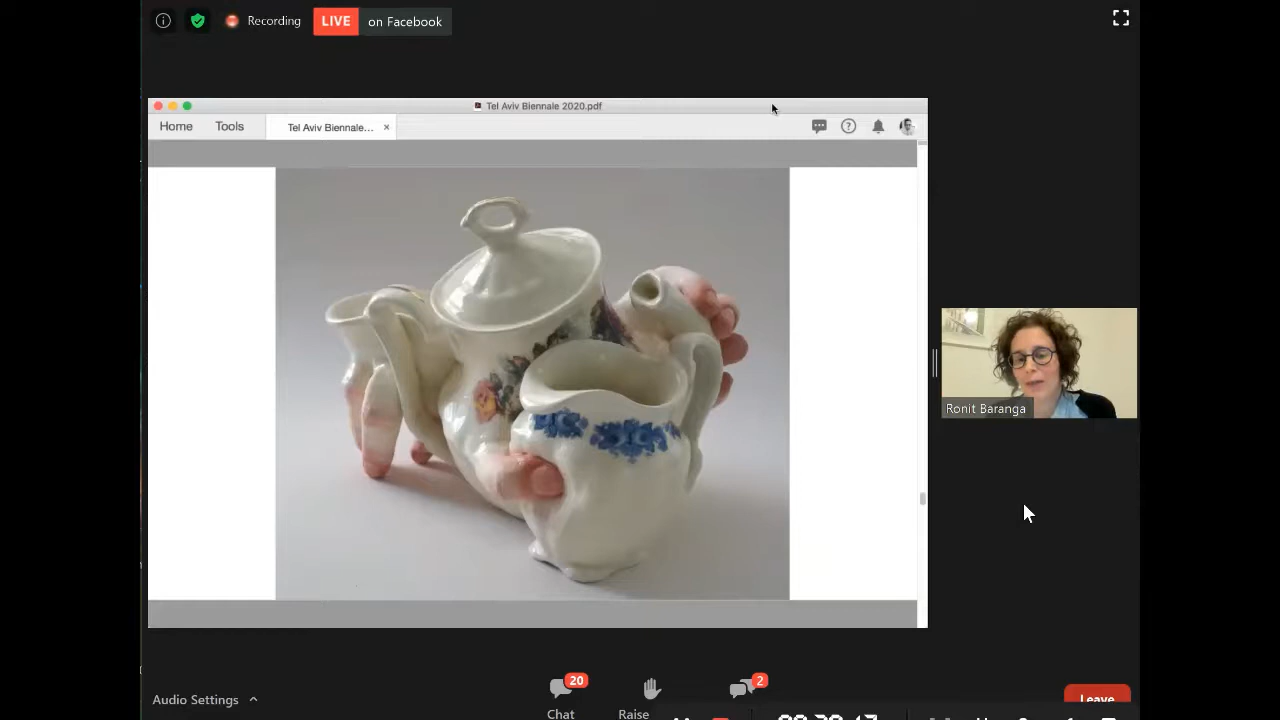 Recording
LIVE on Facebook
Tel Aviv Biennale 2020.pdf
Home Tools Tel Aviv Biennale...
Ronit Baranga
Audio Settings
20
2
Chat
Raise
Leave